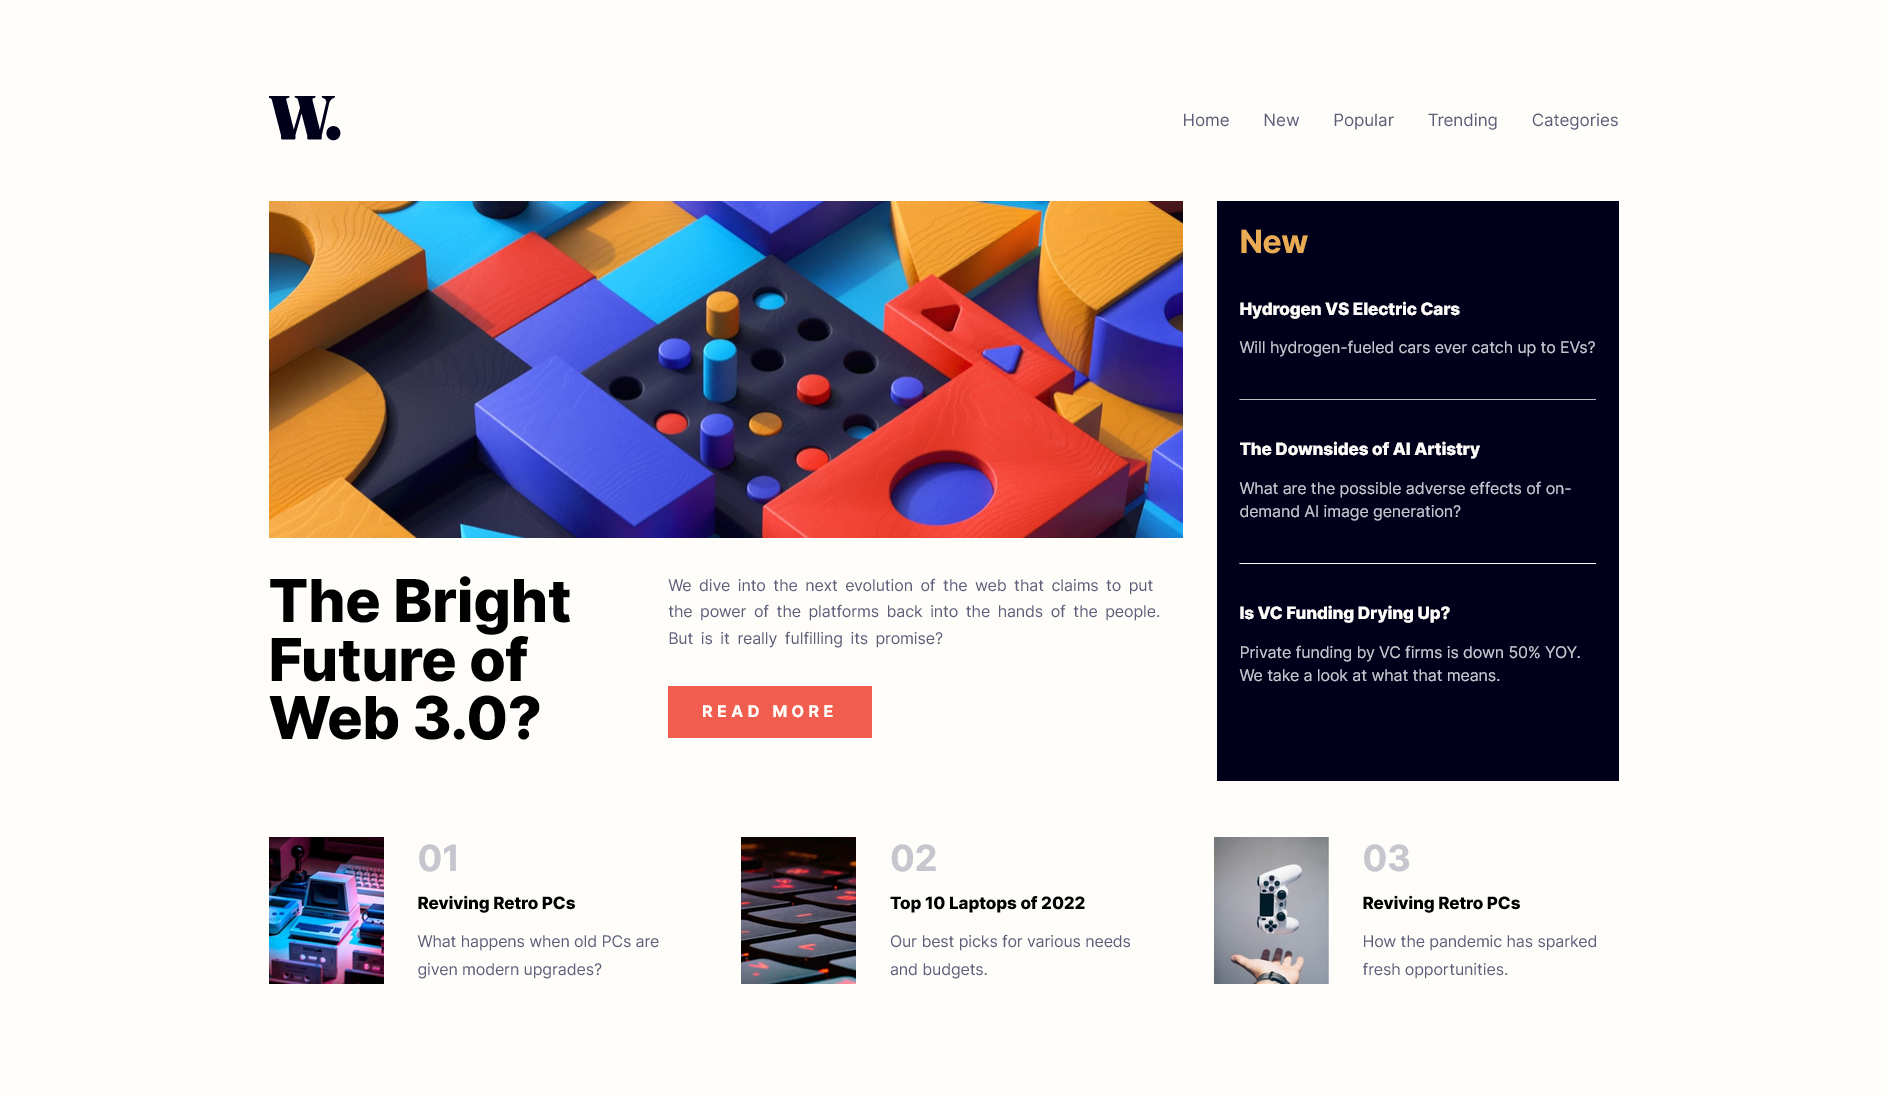 W.
Home New Popular Trending Categories
The Bright
Future of
Web 3.0?
We dive into the next evolution of the web that claims to put
the power of the platforms back into the hands of the people.
But is it really fulfilling its promise?
READ MORE
New
Hydrogen VS Electric Cars
Will hydrogen-fueled cars ever catch up to EVs?
The Downsides of AI Artistry
What are the possible adverse effects of on-
demand AI image generation?
Is VC Funding Drying Up?
Private funding by VC firms is down 50% YOY.
We take a look at what that means.
01
Reviving Retro PCs
What happens when old PCs are
given modern upgrades?
02
Top 10 Laptops of 2022
Our best picks for various needs
and budgets.
03
Reviving Retro PCs
How the pandemic has sparked
fresh opportunities.